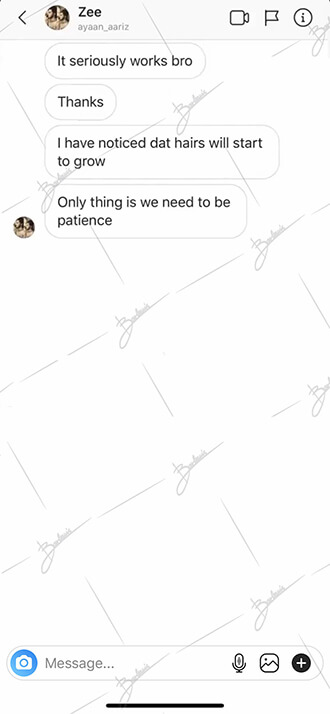 Zee
ayaan_aariz
It seriously works bro
Thanks
I have noticed dat hairs will start
to grow
Only thing is we need to be
patience
Message...